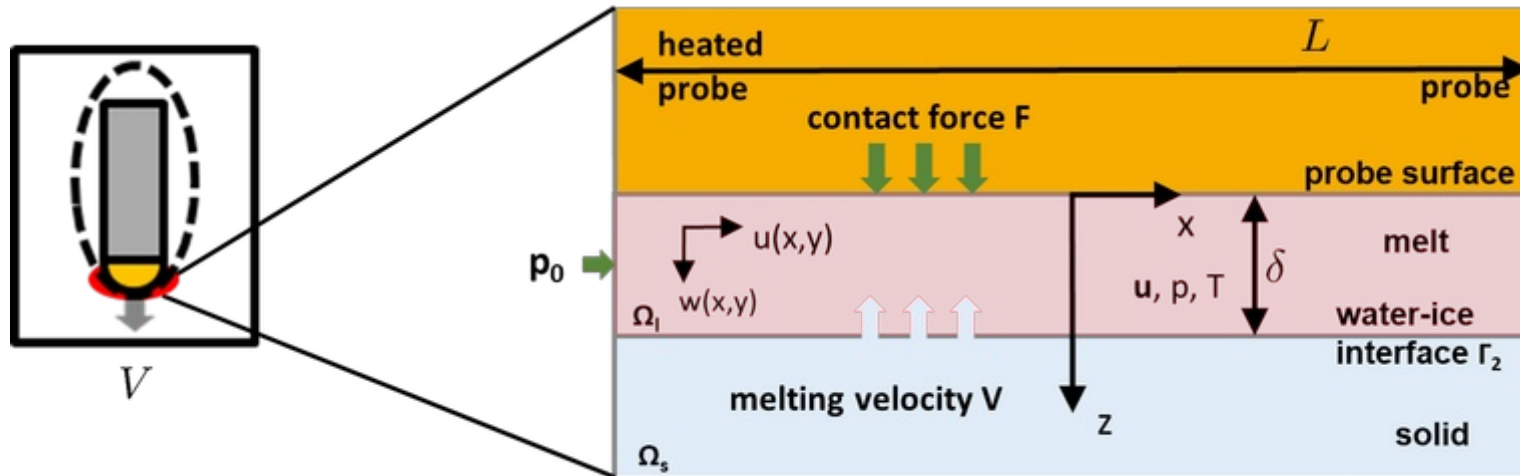 V
heated
probe
L
probe
contact force F
probe surface
x
u(x,y)
w(x,y)
p₀
u, p, T
δ
melt
Ωₗ
water-ice
interface Γ₂
melting velocity V
z
solid
Ωₛ